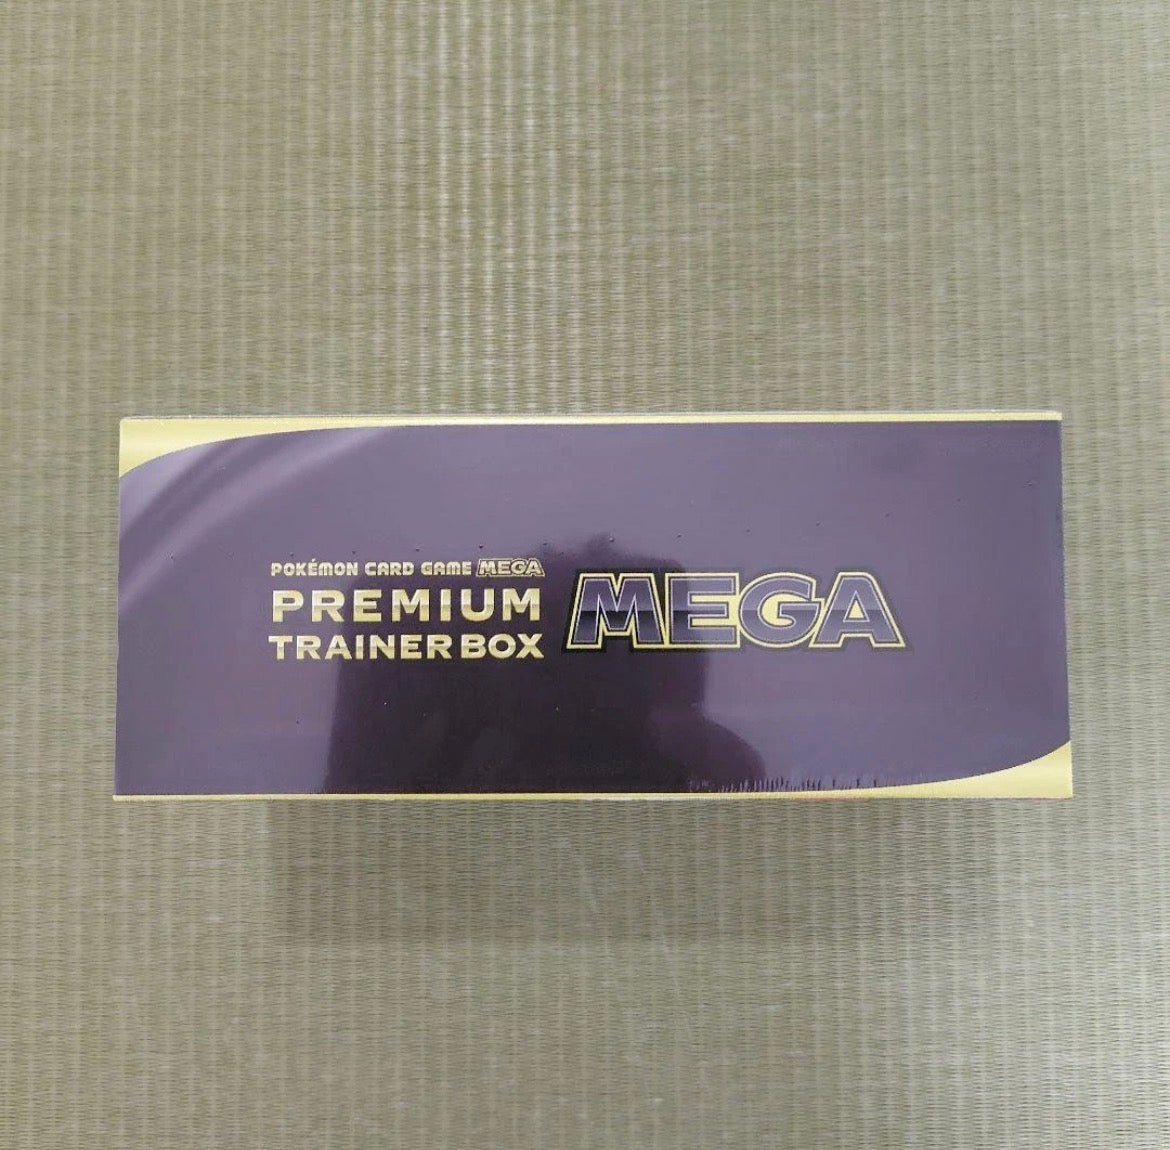 POKÉMON CARD GAME MEGA
PREMIUM
TRAINER BOX
MEGA